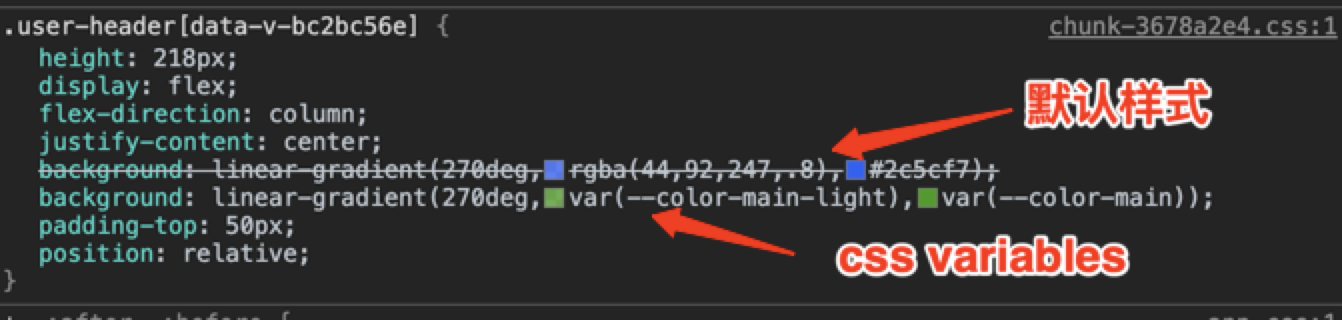 .user-header[data-v-bc2bc56e] {
chunk-3678a2e4.css:1
height: 218px;
display: flex;
flex-direction: column;
justify-content: center;
background: linear-gradient(270deg,rgba(44,92,247,.8),#2c5cf7);
background: linear-gradient(270deg,var(--color-main-light),var(--color-main));
padding-top: 50px;
position: relative;
}
默认样式
css variables